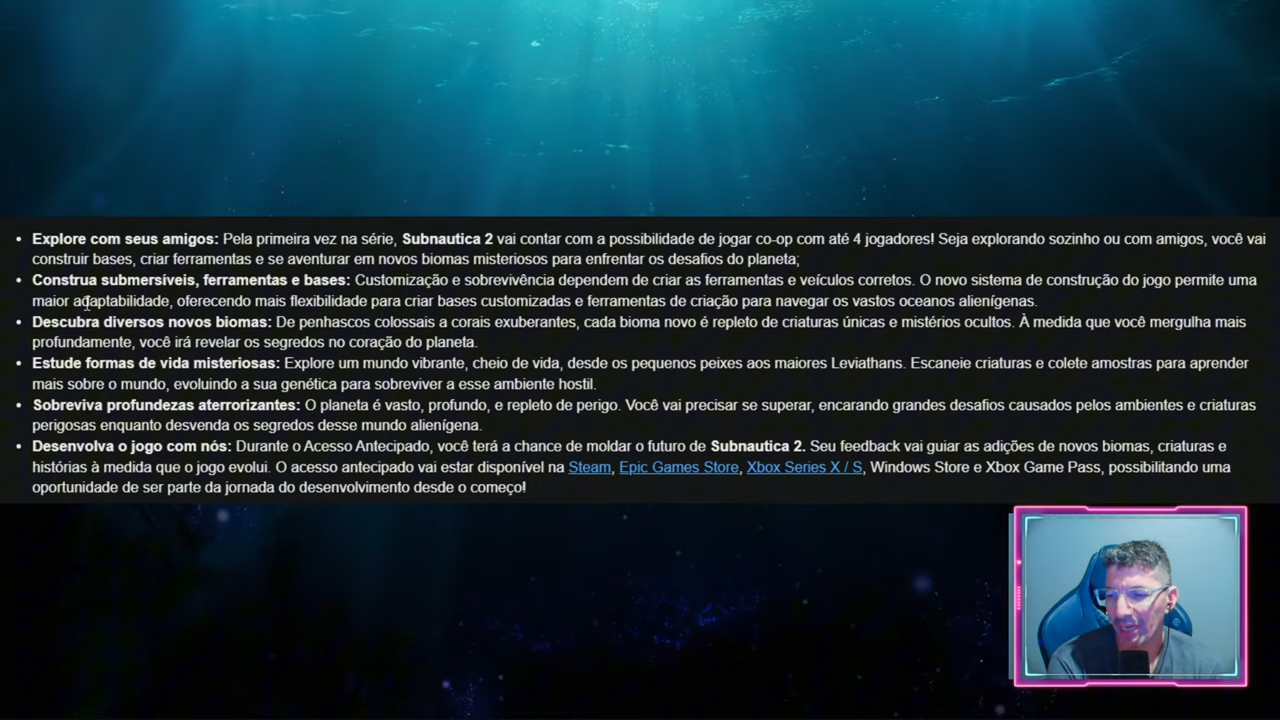 • Explore com seus amigos: Pela primeira vez na série, Subnautica 2 vai contar com a possibilidade de jogar co-op com até 4 jogadores! Seja explorando sozinho ou com amigos, você vai
construir bases, criar ferramentas e se aventurar em novos biomas misteriosos para enfrentar os desafios do planeta;
• Construa submersíveis, ferramentas e bases: Customização e sobrevivência dependem de criar as ferramentas e veículos corretos. O novo sistema de construção do jogo permite uma
maior adaptabilidade, oferecendo mais flexibilidade para criar bases customizadas e ferramentas de criação para navegar os vastos oceanos alienígenas.
• Descubra diversos novos biomas: De penhascos colossais a corais exuberantes, cada bioma novo é repleto de criaturas únicas e mistérios ocultos. À medida que você mergulha mais
profundamente, você irá revelar os segredos no coração do planeta.
• Estude formas de vida misteriosas: Explore um mundo vibrante, cheio de vida, desde os pequenos peixes aos maiores Leviathans. Escaneie criaturas e colete amostras para aprender
mais sobre o mundo, evoluindo a sua genética para sobreviver a esse ambiente hostil.
• Sobreviva profundezas aterrorizantes: O planeta é vasto, profundo, e repleto de perigo. Você vai precisar se superar, encarando grandes desafios causados pelos ambientes e criaturas
perigosas enquanto desvenda os segredos desse mundo alienígena.
• Desenvolva o jogo com nós: Durante o Acesso Antecipado, você terá a chance de moldar o futuro de Subnautica 2. Seu feedback vai guiar as adições de novos biomas, criaturas e
histórias à medida que o jogo evolui. O acesso antecipado vai estar disponível na Steam, Epic Games Store, Xbox Series X / S, Windows Store e Xbox Game Pass, possibilitando uma
oportunidade de ser parte da jornada do desenvolvimento desde o começo!